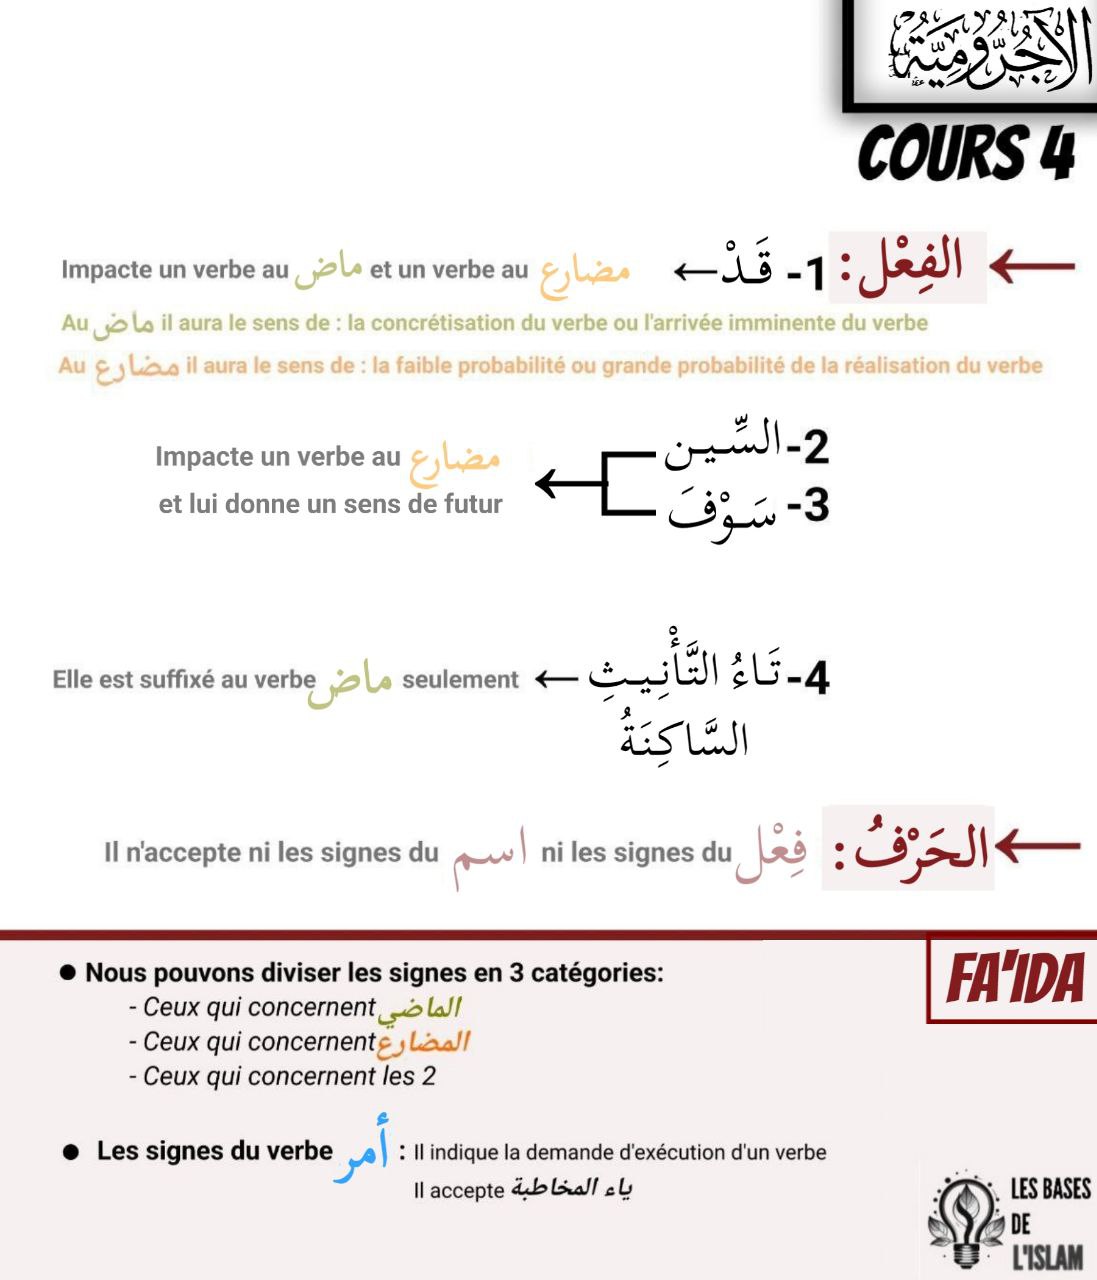 الآجُرُّومِيَّةُ
COURS 4
الفِعْل :
1- قَدْ ← Impacte un verbe au ماض et un verbe au مضارع
Au ماض il aura le sens de : la concrétisation du verbe ou l'arrivée imminente du verbe
Au مضارع il aura le sens de : la faible probabilité ou grande probabilité de la réalisation du verbe
2- السِّين
3- سَوْفَ
Impacte un verbe au مضارع
et lui donne un sens de futur
4- تَاءُ التَّأْنِيثِ
السَّاكِنَةُ
Elle est suffixé au verbe ماض seulement
الحَرْفُ :
Il n'accepte ni les signes du اسم ni les signes du فِعْل
FA'IDA
● Nous pouvons diviser les signes en 3 catégories:
- Ceux qui concernent الماضي
- Ceux qui concernent المضارع
- Ceux qui concernent les 2
● Les signes du verbe أمر : Il indique la demande d'exécution d'un verbe
Il accepte ياء المخاطبة
LES BASES
DE
L'ISLAM